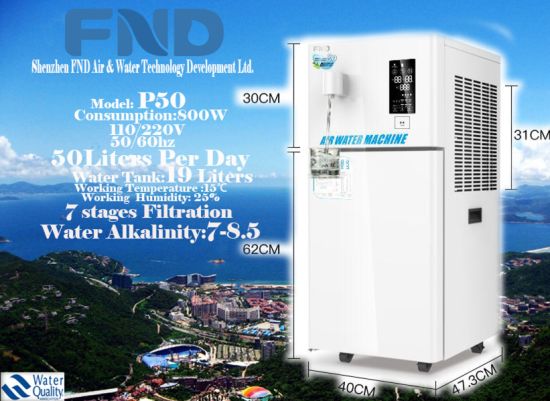 FND
Shenzhen FND Air & Water Technology Development Ltd.
Model: P50
Consumption:800W
110/220V
50/60hz
50Liters Per Day
Water Tank:19 Liters
Working Temperature :15℃
Working Humidity: 25%
7 stages Filtration
Water Alkalinity:7-8.5
FND
AIR WATER MACHINE
30CM
31CM
62CM
40CM
47.3CM
Water
Quality